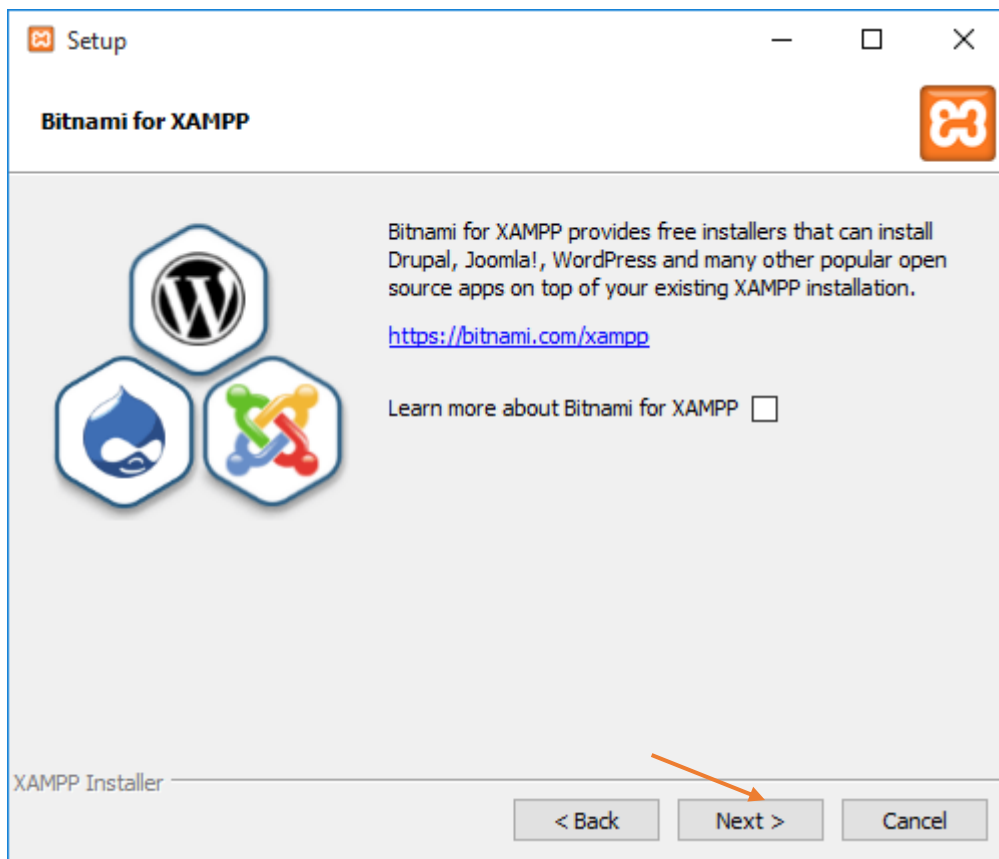 Setup
Bitnami for XAMPP
Bitnami for XAMPP provides free installers that can install
Drupal, Joomla!, WordPress and many other popular open
source apps on top of your existing XAMPP installation.
https://bitnami.com/xampp
Learn more about Bitnami for XAMPP
XAMPP Installer
< Back Next > Cancel